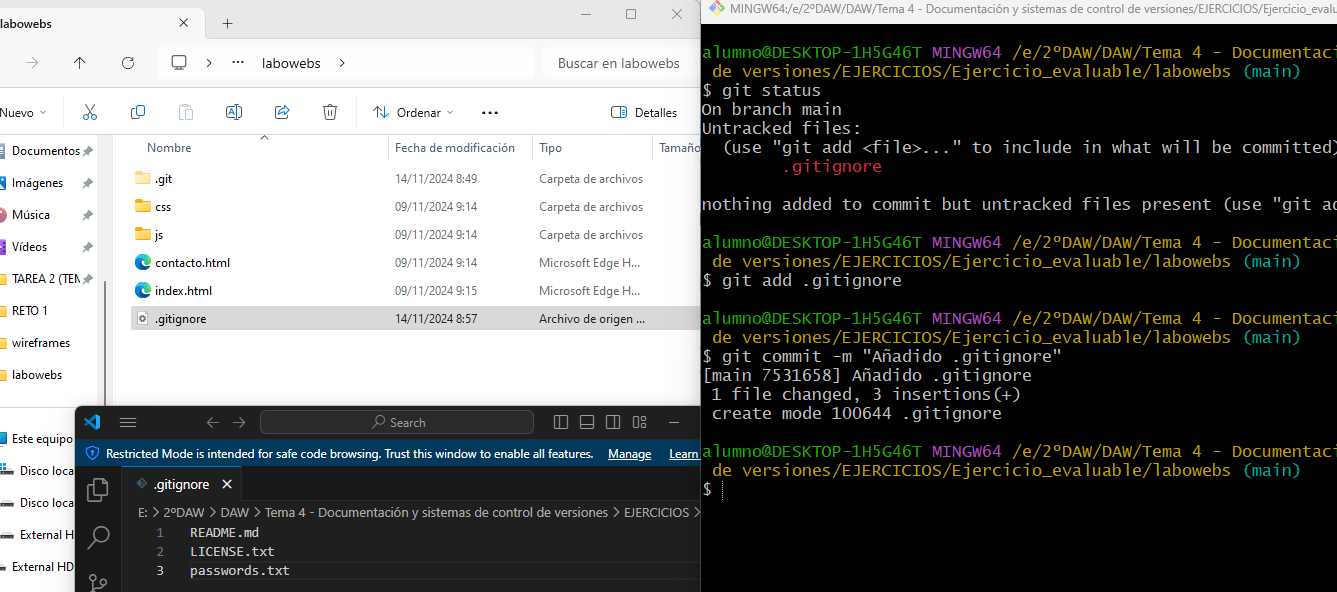 labowebs
labowebs
Buscar en labowebs
Nuevo
Ordenar
Detalles
Nombre
Fecha de modificación
Tipo
Tamaño
Documentos
Imágenes
Música
Vídeos
TAREA 2 (TEM
RETO 1
wireframes
labowebs
Este equipo
Disco loca
Disco loca
External H
External HD
.git
14/11/2024 8:49
Carpeta de archivos
css
09/11/2024 9:14
Carpeta de archivos
js
09/11/2024 9:14
Carpeta de archivos
contacto.html
09/11/2024 9:14
Microsoft Edge H...
index.html
09/11/2024 9:15
Microsoft Edge H...
.gitignore
14/11/2024 8:57
Archivo de origen ...
Search
Restricted Mode is intended for safe code browsing. Trust this window to enable all features. Manage Learn
.gitignore
E: > 2ºDAW > DAW > Tema 4 - Documentación y sistemas de control de versiones > EJERCICIOS >
1 README.md
2 LICENSE.txt
3 passwords.txt
MINGW64:/e/2ºDAW/DAW/Tema 4 - Documentación y sistemas de control de versiones/EJERCICIOS/Ejercicio_evalu
alumno@DESKTOP-1H5G46T MINGW64 /e/2ºDAW/DAW/Tema 4 - Documentaci
de versiones/EJERCICIOS/Ejercicio_evaluable/labowebs (main)
$ git status
On branch main
Untracked files:
(use "git add <file>..." to include in what will be committed)
.gitignore
nothing added to commit but untracked files present (use "git ad
alumno@DESKTOP-1H5G46T MINGW64 /e/2ºDAW/DAW/Tema 4 - Documentaci
de versiones/EJERCICIOS/Ejercicio_evaluable/labowebs (main)
$ git add .gitignore
alumno@DESKTOP-1H5G46T MINGW64 /e/2ºDAW/DAW/Tema 4 - Documentaci
de versiones/EJERCICIOS/Ejercicio_evaluable/labowebs (main)
$ git commit -m "Añadido .gitignore"
[main 7531658] Añadido .gitignore
1 file changed, 3 insertions(+)
create mode 100644 .gitignore
alumno@DESKTOP-1H5G46T MINGW64 /e/2ºDAW/DAW/Tema 4 - Documentaci
de versiones/EJERCICIOS/Ejercicio_evaluable/labowebs (main)
$